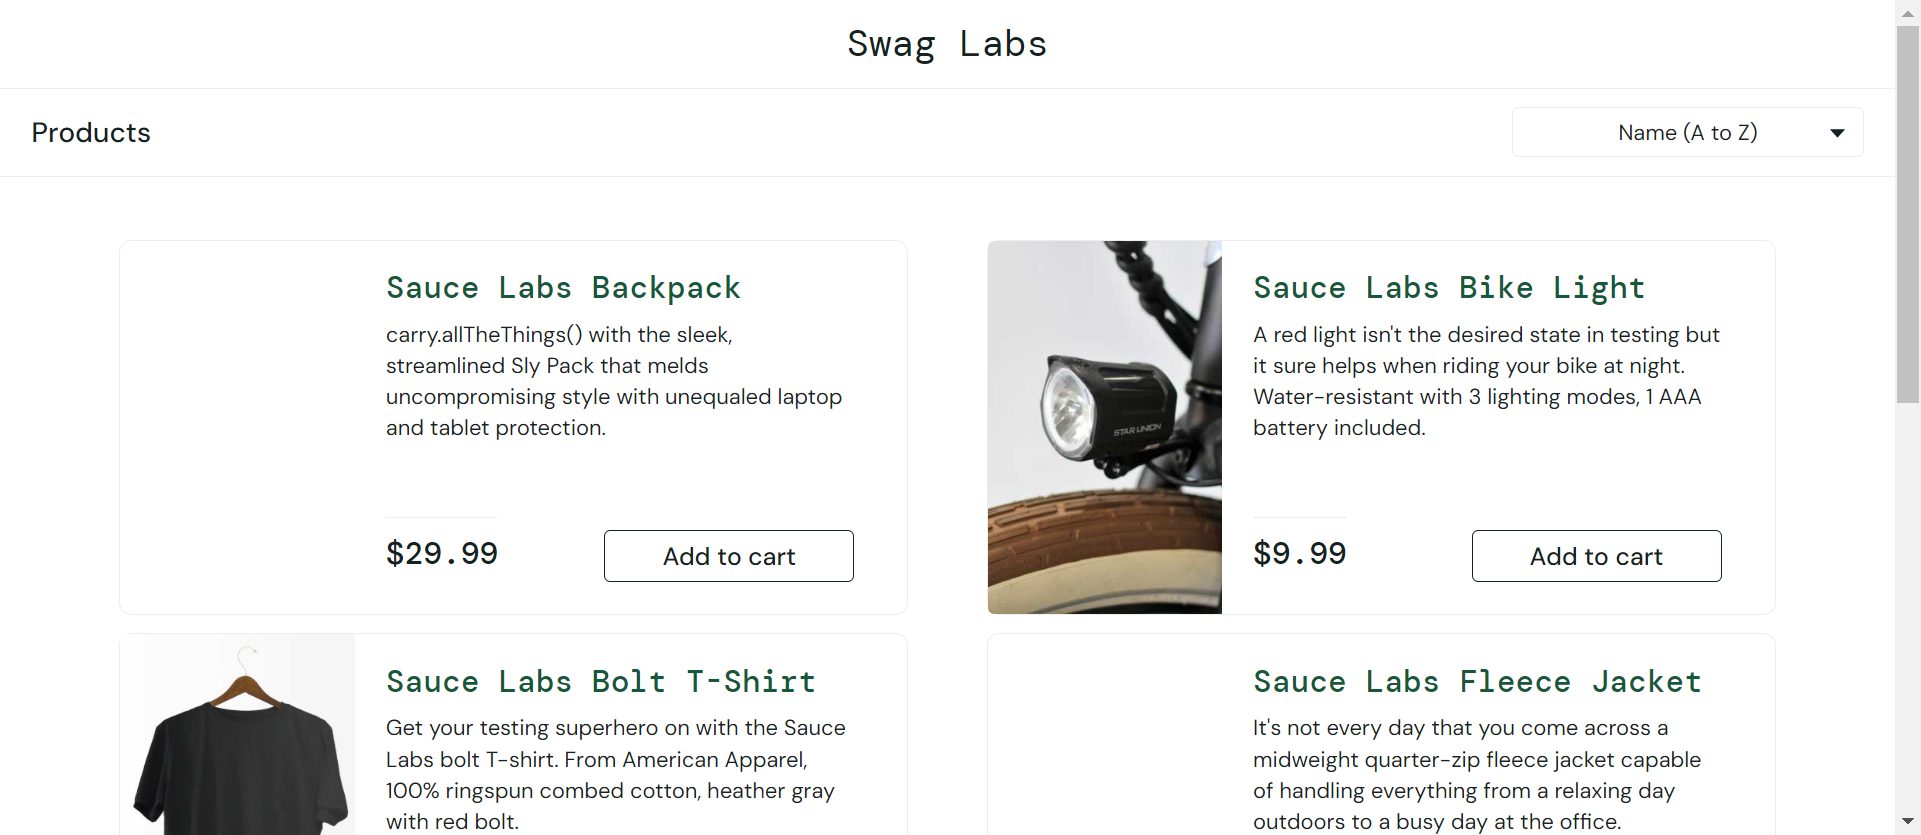 Swag Labs
Products
Name (A to Z)
Sauce Labs Backpack
carry.allTheThings() with the sleek,
streamlined Sly Pack that melds
uncompromising style with unequaled laptop
and tablet protection.
$29.99
Add to cart
STAR UNION
Sauce Labs Bike Light
A red light isn't the desired state in testing but
it sure helps when riding your bike at night.
Water-resistant with 3 lighting modes, 1 AAA
battery included.
$9.99
Add to cart
Sauce Labs Bolt T-Shirt
Get your testing superhero on with the Sauce
Labs bolt T-shirt. From American Apparel,
100% ringspun combed cotton, heather gray
with red bolt.
Sauce Labs Fleece Jacket
It's not every day that you come across a
midweight quarter-zip fleece jacket capable
of handling everything from a relaxing day
outdoors to a busy day at the office.